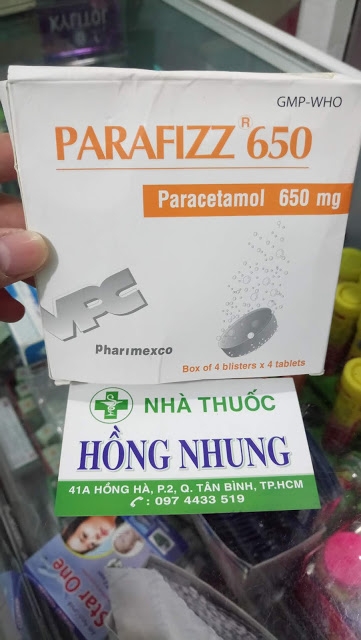 XYLITOL
GMP-WHO
PARAFIZZ® 650
Paracetamol 650 mg
VPC
Pharimexco
Box of 4 blisters x 4 tablets
NHÀ THUỐC
HỒNG NHUNG
41A HỒNG HÀ, P.2, Q. TÂN BÌNH, TP.HCM
: 097 4433 519
Star One